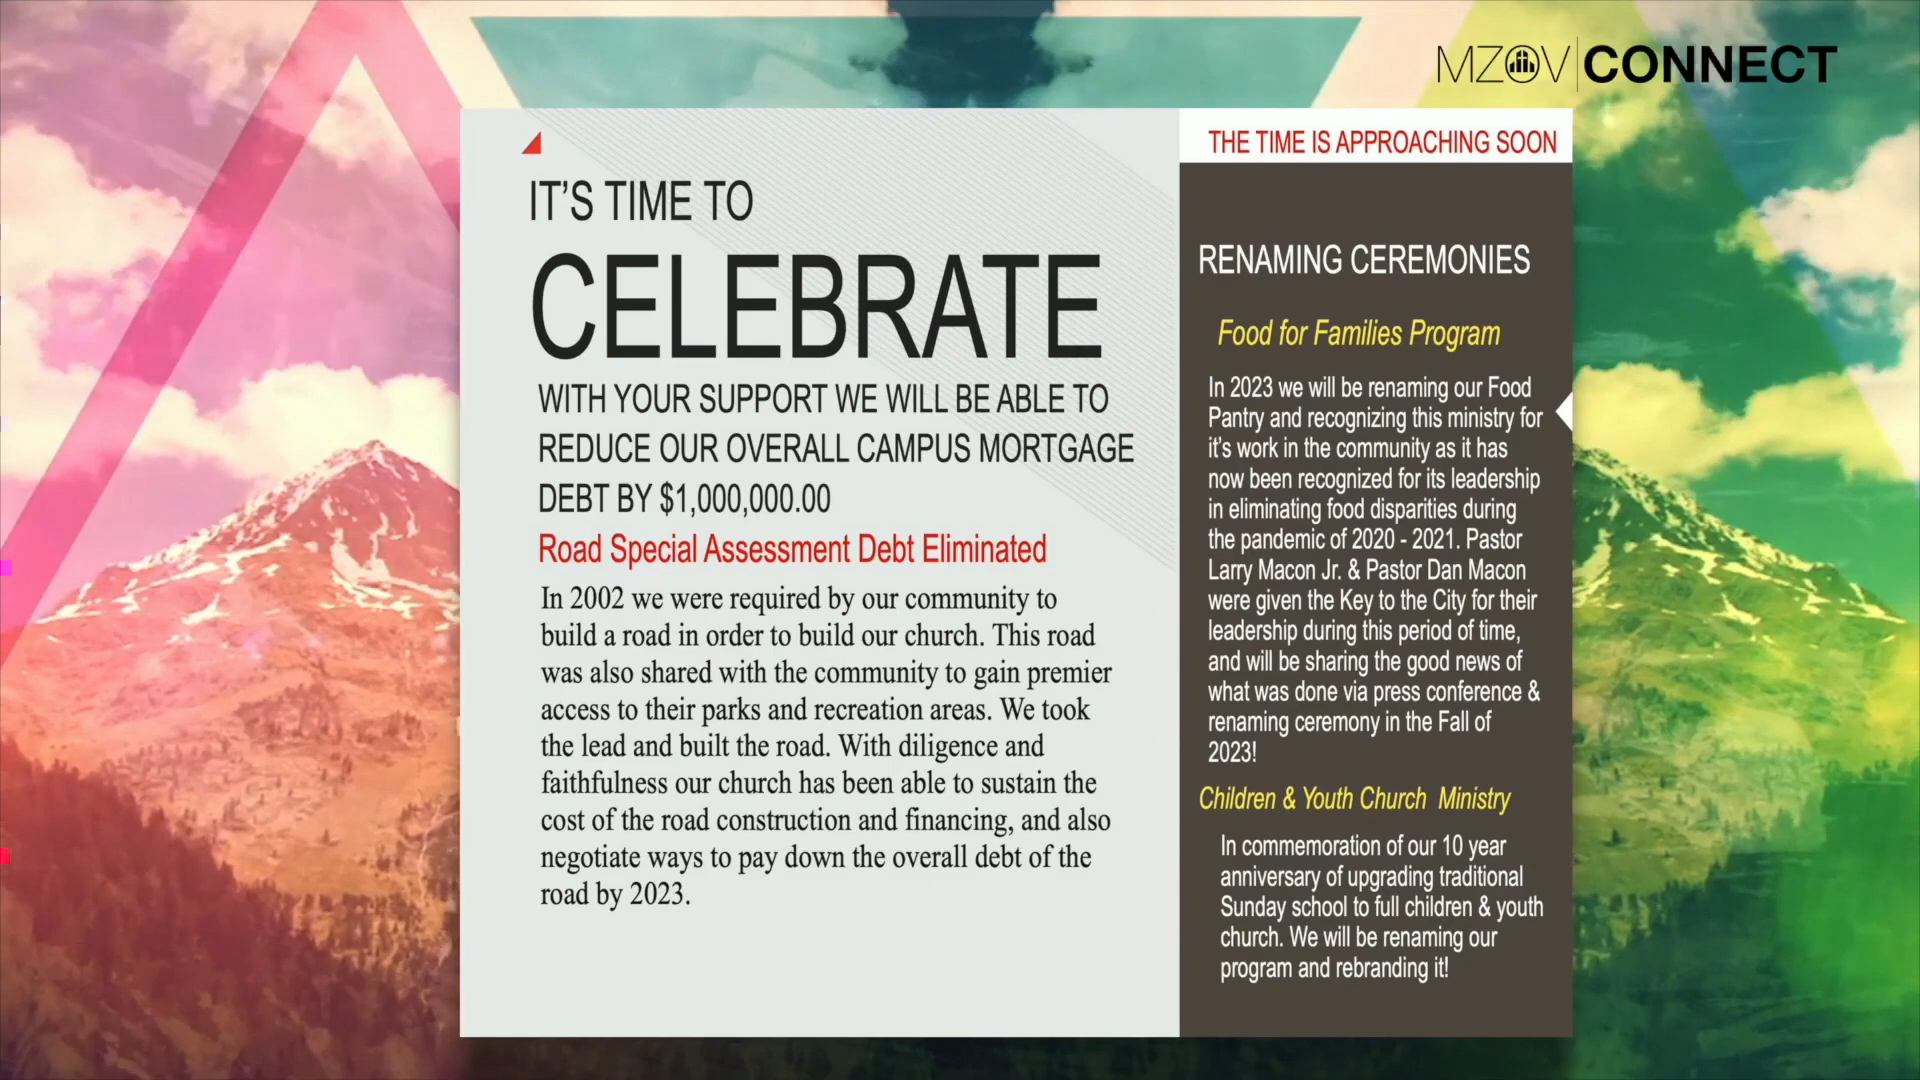 MZOV CONNECT
IT'S TIME TO
CELEBRATE
WITH YOUR SUPPORT WE WILL BE ABLE TO
REDUCE OUR OVERALL CAMPUS MORTGAGE
DEBT BY $1,000,000.00
Road Special Assessment Debt Eliminated
In 2002 we were required by our community to
build a road in order to build our church. This road
was also shared with the community to gain premier
access to their parks and recreation areas. We took
the lead and built the road. With diligence and
faithfulness our church has been able to sustain the
cost of the road construction and financing, and also
negotiate ways to pay down the overall debt of the
road by 2023.
THE TIME IS APPROACHING SOON
RENAMING CEREMONIES
Food for Families Program
In 2023 we will be renaming our Food
Pantry and recognizing this ministry for
it's work in the community as it has
now been recognized for its leadership
in eliminating food disparities during
the pandemic of 2020 - 2021. Pastor
Larry Macon Jr. & Pastor Dan Macon
were given the Key to the City for their
leadership during this period of time,
and will be sharing the good news of
what was done via press conference &
renaming ceremony in the Fall of
2023!
Children & Youth Church Ministry
In commemoration of our 10 year
anniversary of upgrading traditional
Sunday school to full children & youth
church. We will be renaming our
program and rebranding it!